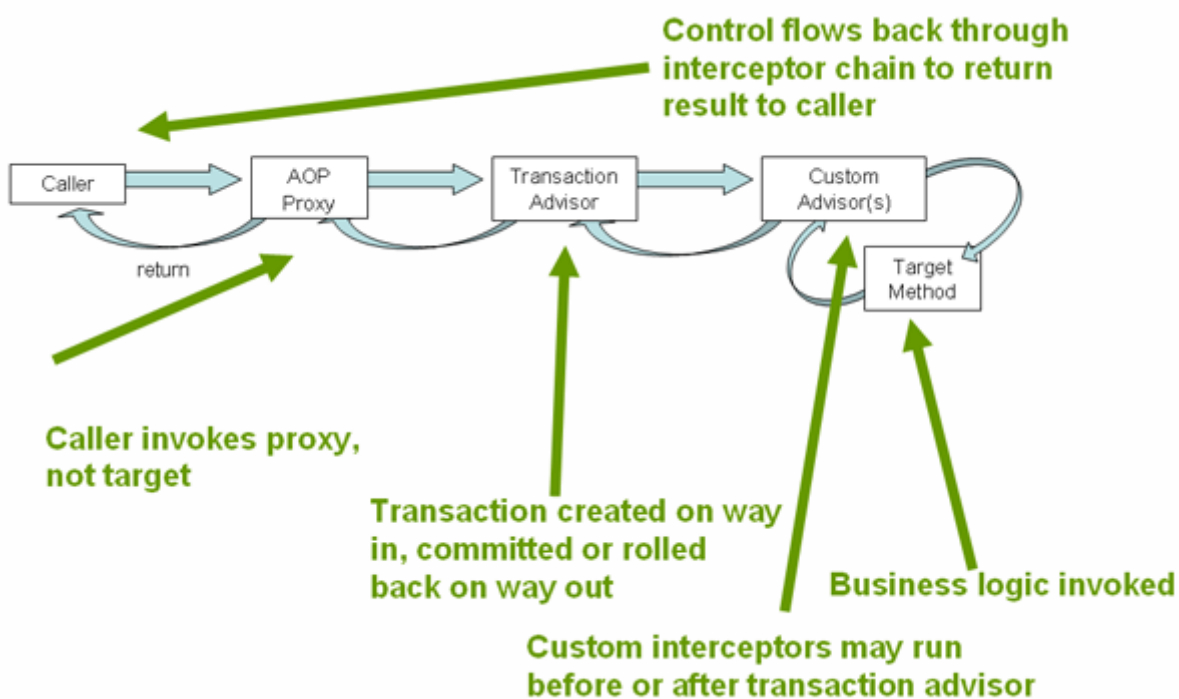 Control flows back through
interceptor chain to return
result to caller
Caller
AOP
Proxy
Transaction
Advisor
Custom
Advisor(s)
return
Target
Method
Caller invokes proxy,
not target
Transaction created on way
in, committed or rolled
back on way out
Business logic invoked
Custom interceptors may run
before or after transaction advisor